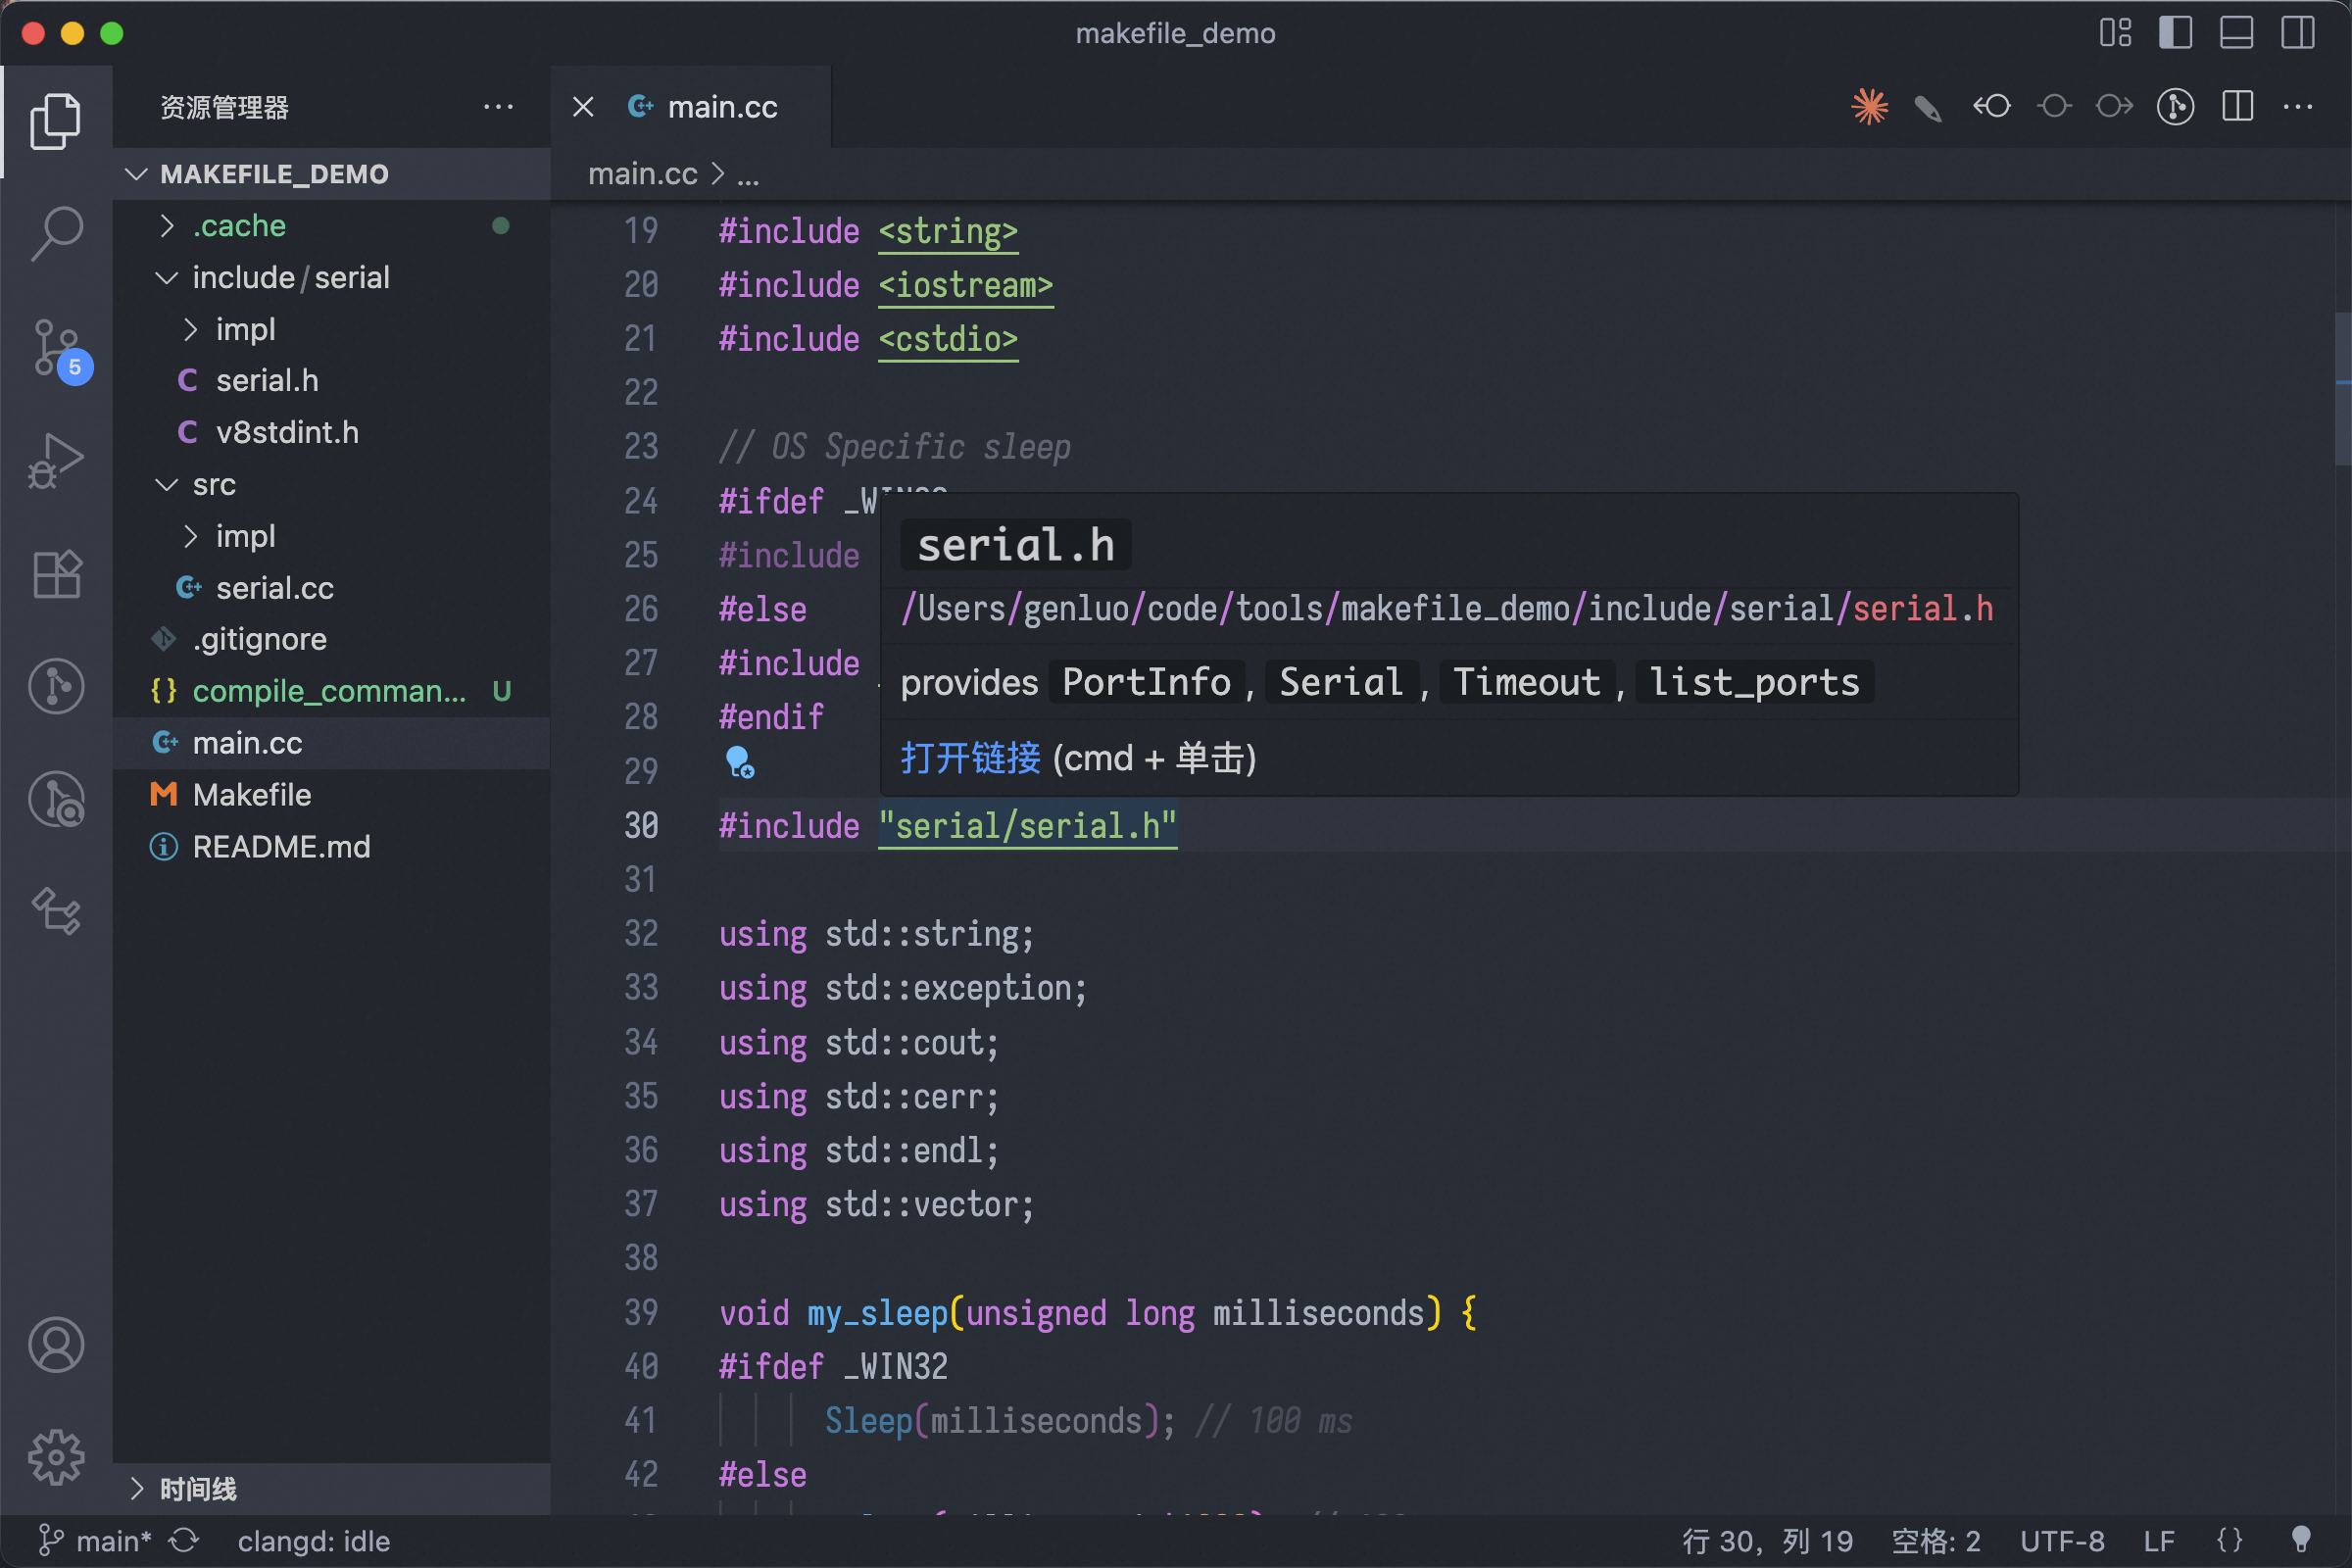 makefile_demo
资源管理器
MAKEFILE_DEMO
.cache
include/serial
impl
serial.h
v8stdint.h
src
impl
serial.cc
.gitignore
compile_comman... U
main.cc
Makefile
README.md
时间线
5
main.cc
main.cc > ...
19 #include <string>
20 #include <iostream>
21 #include <cstdio>
22
23 // OS Specific sleep
24 #ifdef
25 #include
26 #else
27 #include
28 #endif
29
serial.h
/Users/genluo/code/tools/makefile_demo/include/serial/serial.h
provides PortInfo, Serial, Timeout, list_ports
打开链接 (cmd + 单击)
30 #include "serial/serial.h"
31
32 using std::string;
33 using std::exception;
34 using std::cout;
35 using std::cerr;
36 using std::endl;
37 using std::vector;
38
39 void my_sleep(unsigned long milliseconds) {
40 #ifdef _WIN32
41 Sleep(milliseconds); // 100 ms
42 #else
main* clangd: idle 行 30，列 19 空格: 2 UTF-8 LF {}